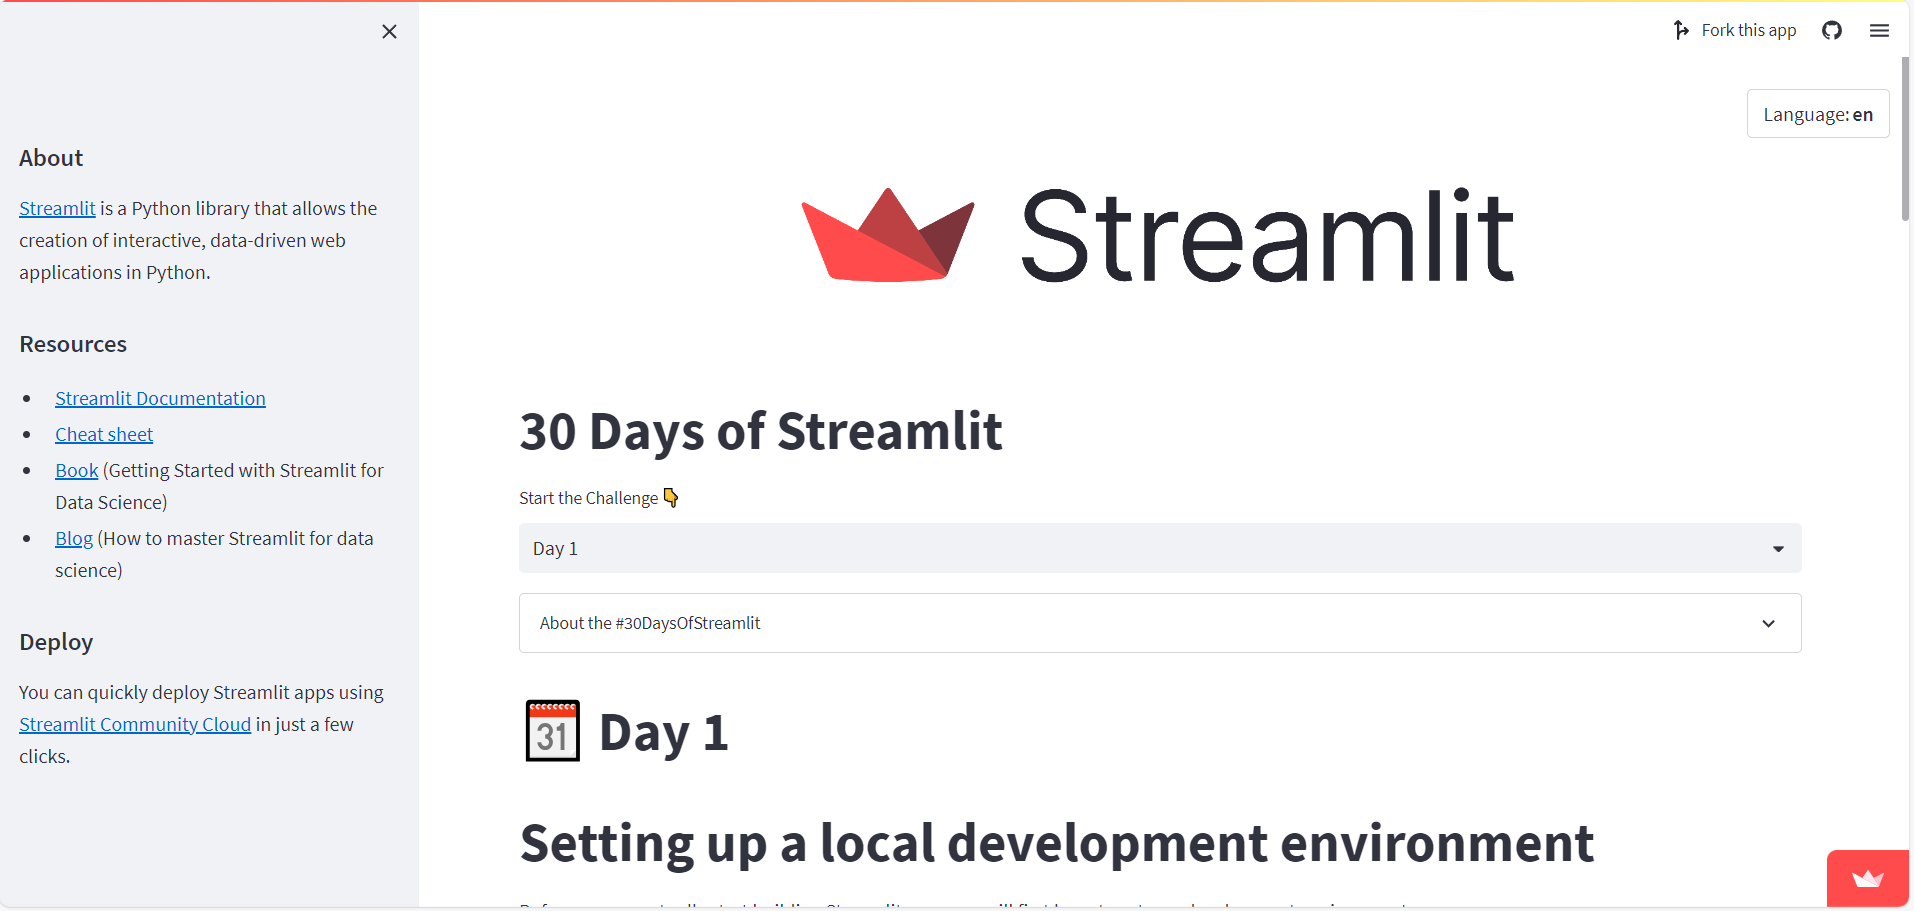 Fork this app
Language: en
About
Streamlit is a Python library that allows the
creation of interactive, data-driven web
applications in Python.
Resources
Streamlit Documentation
Cheat sheet
Book (Getting Started with Streamlit for
Data Science)
Blog (How to master Streamlit for data
science)
Deploy
You can quickly deploy Streamlit apps using
Streamlit Community Cloud in just a few
clicks.
Streamlit
30 Days of Streamlit
Start the Challenge 👇
Day 1
About the #30DaysOfStreamlit
31 Day 1
Setting up a local development environment